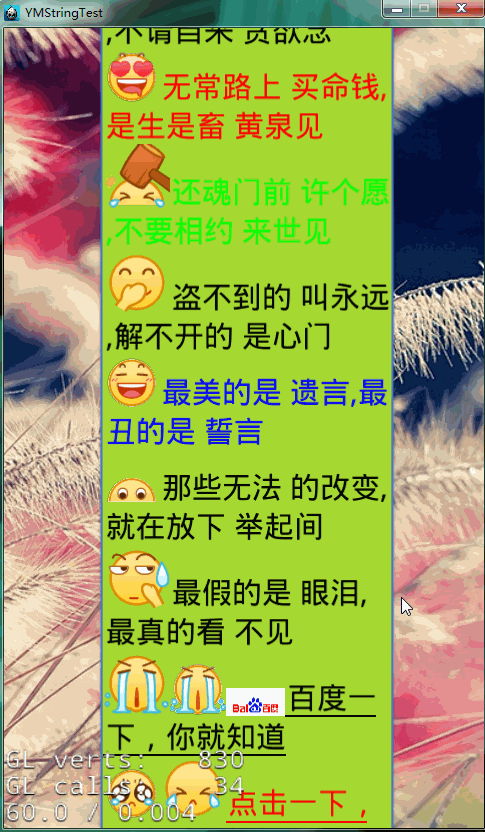 YMStringTest
,不请自来 贪欲念
无常路上 买命钱,
是生是畜 黄泉见
还魂门前 许个愿
,不要相约 来世见
盗不到的 叫永远
,解不开的 是心门
最美的是 遗言,最
丑的是 誓言
那些无法 的改变,
就在放下 举起间
最假的是 眼泪,
最真的看 不见
Bai百度 百度一
下，你就知道
GL verts: 830
GL calls: 34
点击一下，
60.0 / 0.004